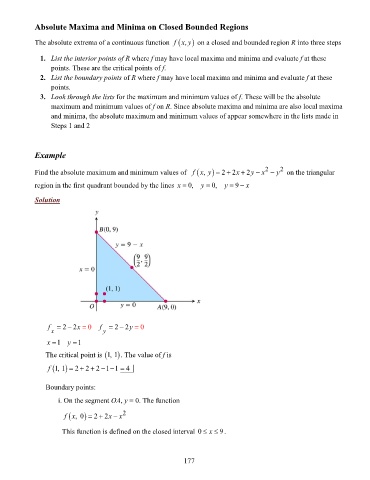 Absolute Maxima and Minima on Closed Bounded Regions
The absolute extrema of a continuous function f(x, y) on a closed and bounded region R into three steps
1. List the interior points of R where f may have local maxima and minima and evaluate f at these
points. These are the critical points of f.
2. List the boundary points of R where f may have local maxima and minima and evaluate f at these
points.
3. Look through the lists for the maximum and minimum values of f. These will be the absolute
maximum and minimum values of f on R. Since absolute maxima and minima are also local maxima
and minima, the absolute maximum and minimum values of appear somewhere in the lists made in
Steps 1 and 2
Example
Find the absolute maximum and minimum values of f(x, y) = 2 + 2x + 2y − x² − y² on the triangular
region in the first quadrant bounded by the lines x = 0, y = 0, y = 9 − x
Solution
y
B(0, 9)
y = 9 − x
(9/2, 9/2)
x = 0
(1, 1)
O y = 0 A(9, 0) x
f_x = 2 − 2x = 0 f_y = 2 − 2y = 0
x = 1 y = 1
The critical point is (1, 1). The value of f is
f(1, 1) = 2 + 2 + 2 − 1 − 1 = 4
Boundary points:
i. On the segment OA, y = 0. The function
f(x, 0) = 2 + 2x − x²
This function is defined on the closed interval 0 ≤ x ≤ 9.
177